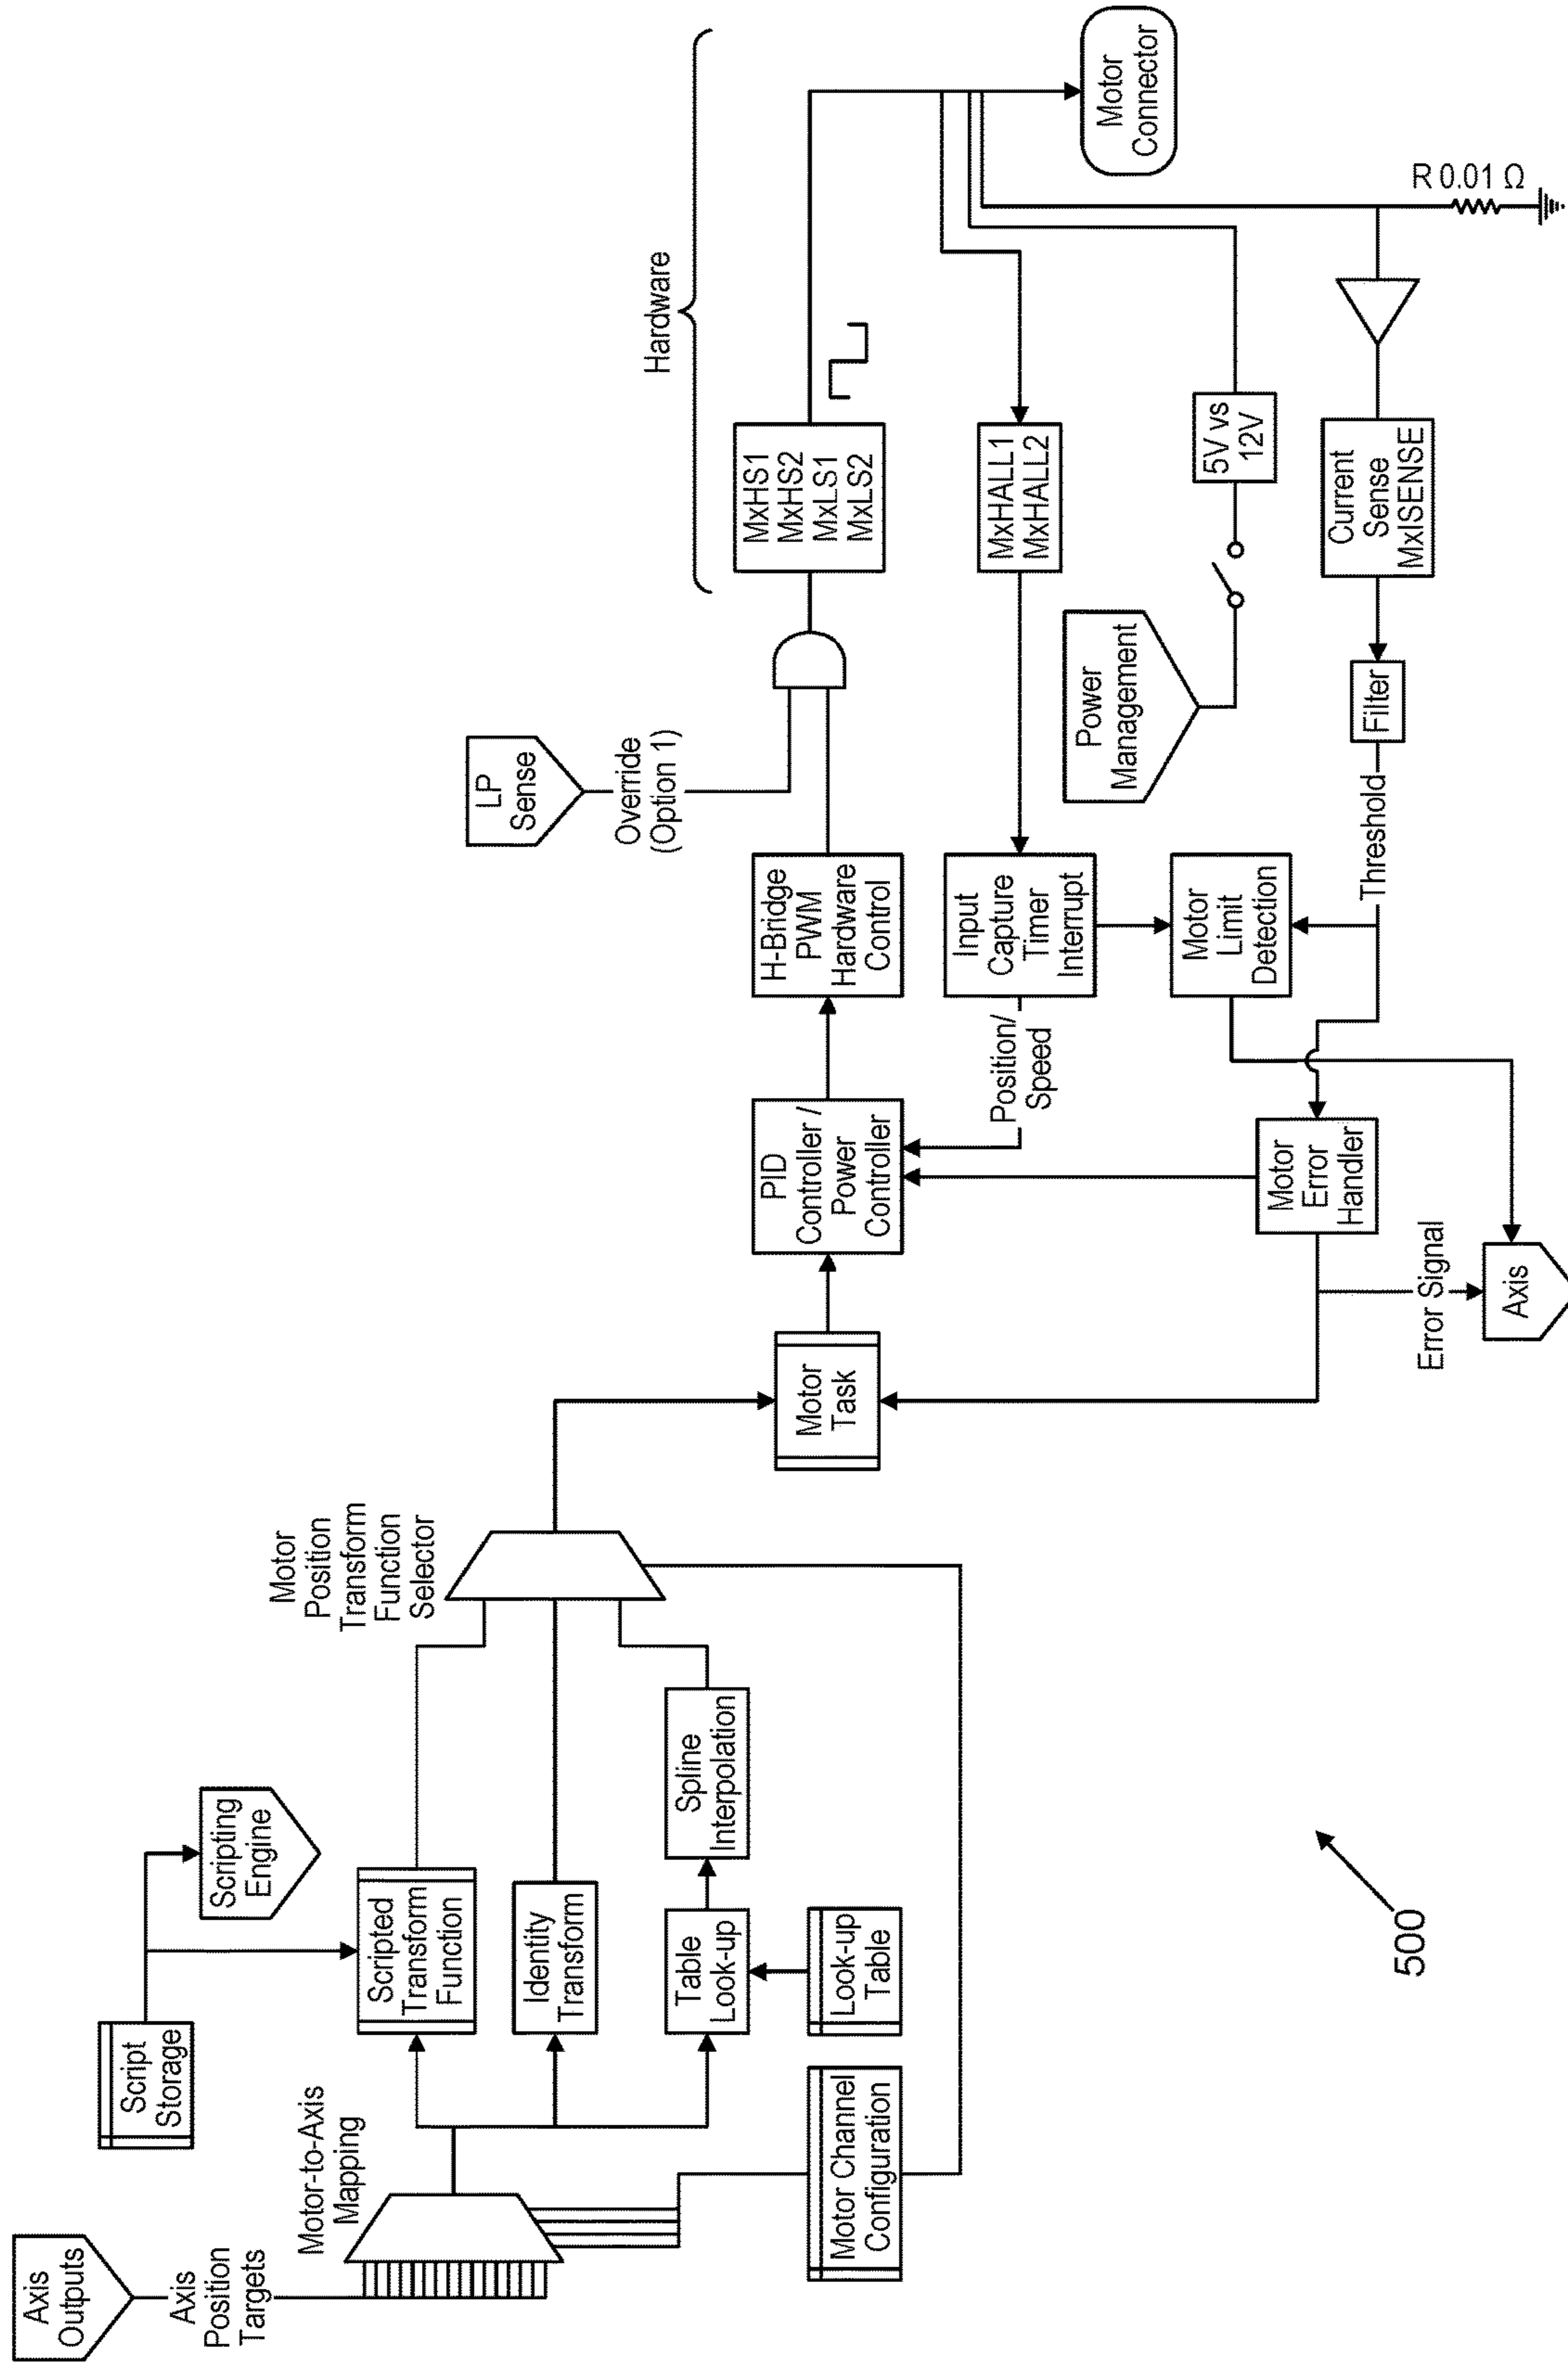 Axis
Outputs
Axis
Position
Targets
Motor-to-Axis
Mapping
Script
Storage
Scripting
Engine
Scripted
Transform
Function
Identity
Transform
Table
Look-up
Spline
Interpolation
Look-up
Table
Motor Channel
Configuration
Motor
Position
Transform
Function
Selector
Motor
Task
PID
Controller /
Power
Controller
H-Bridge
PWM
Hardware
Control
LP
Sense
Override
(Option 1)
Hardware
MxHS1
MxHS2
MxLS1
MxLS2
Motor
Connector
MxHALL1
MxHALL2
Input
Capture
Timer
Interrupt
Position/
Speed
Power
Management
5V vs
12V
Motor
Limit
Detection
R 0.01 Ω
Current
Sense
MxISENSE
Filter
Threshold
Motor
Error
Handler
Error Signal
Axis
500